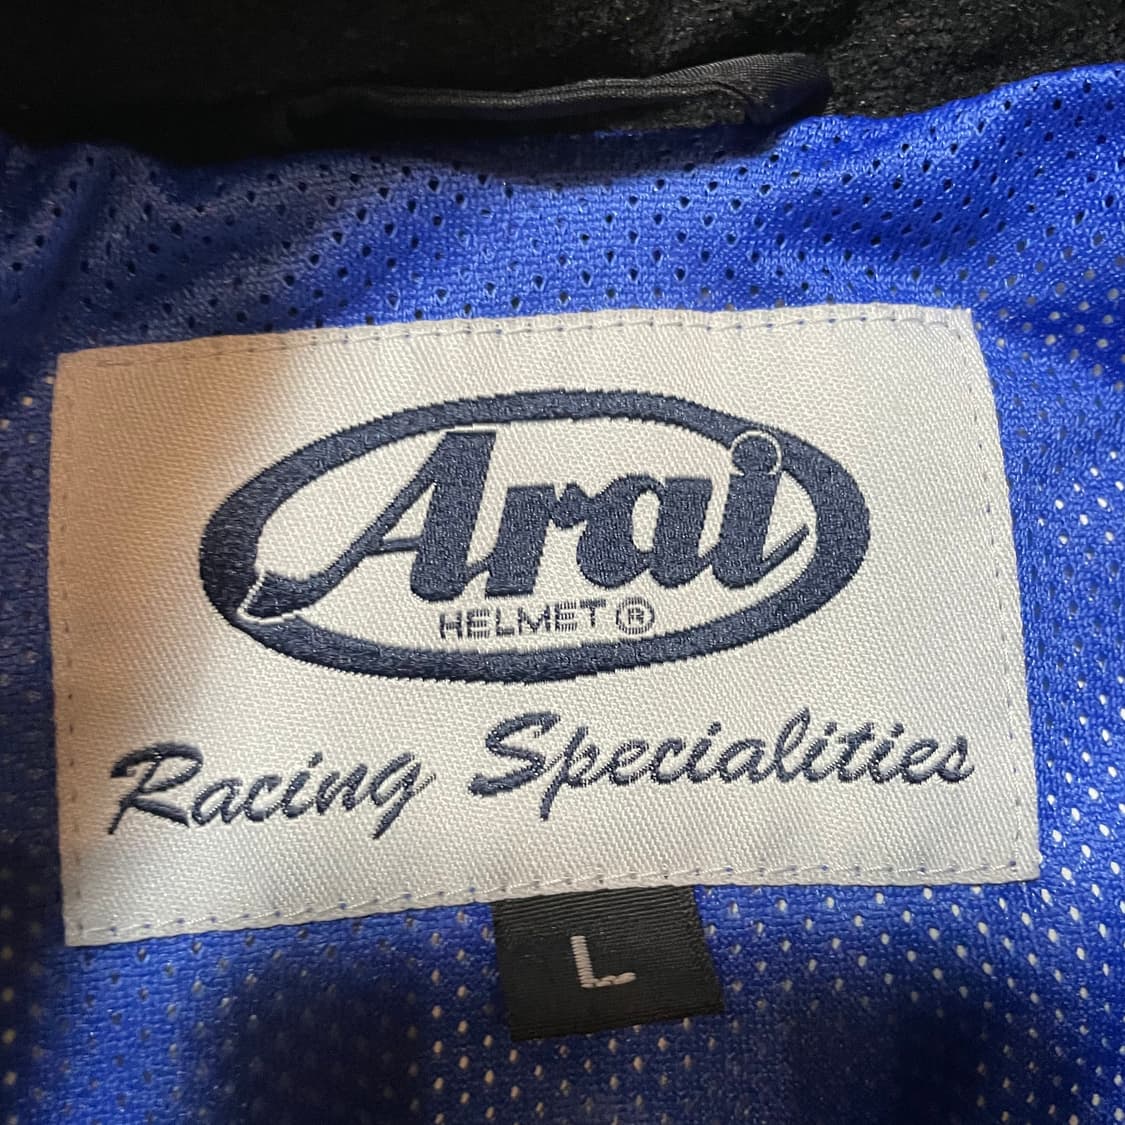 Arai
HELMET ®
Racing Specialities
L